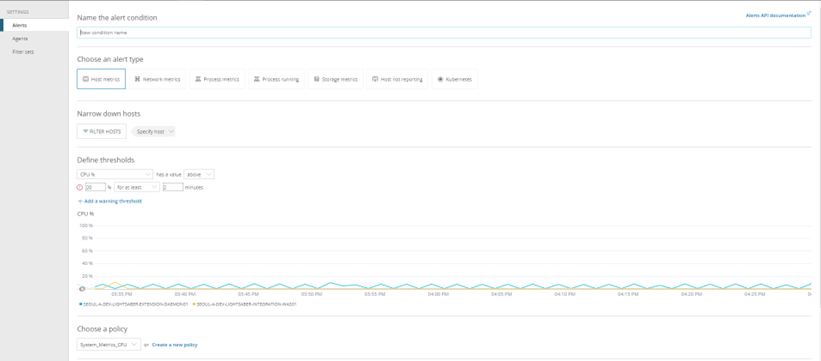 SETTINGS
Alerts
Agents
Filter sets
Name the alert condition
Alerts API documentation
New condition name
Choose an alert type
Host metrics
Network metrics
Process metrics
Process running
Storage metrics
Host not reporting
Kubernetes
Narrow down hosts
FILTER HOSTS
Specify host
Define thresholds
CPU % has a value above
20 % for at least 2 minutes
+ Add a warning threshold
CPU %
100 %
80 %
60 %
40 %
20 %
03:35 PM 03:40 PM 03:45 PM 03:50 PM 03:55 PM 04:00 PM 04:05 PM 04:10 PM 04:15 PM 04:20 PM 04:25 PM
SEOUL-A-DEV-LIGHTSABER-EXTENSION-DAEMON01 SEOUL-A-DEV-LIGHTSABER-INTEGRATION-WAS01
Choose a policy
System_Metrics_CPU or Create a new policy